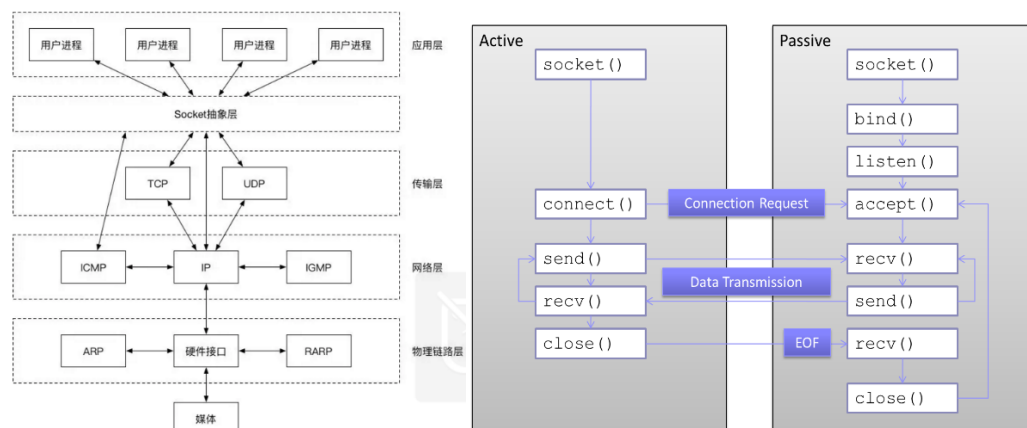 用户进程
用户进程
用户进程
用户进程
应用层
Socket抽象层
TCP
UDP
传输层
ICMP
IP
IGMP
网络层
ARP
硬件接口
RARP
物理链路层
媒体
Active
socket()
connect()
send()
recv()
close()
Connection Request
Data Transmission
EOF
Passive
socket()
bind()
listen()
accept()
recv()
send()
recv()
close()